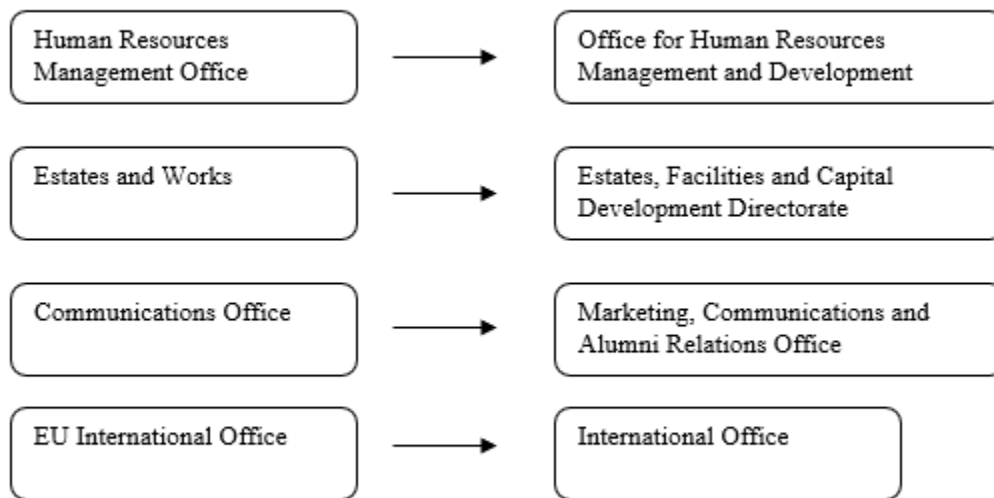 Human Resources
Management Office
Office for Human Resources
Management and Development
Estates and Works
Estates, Facilities and Capital
Development Directorate
Communications Office
Marketing, Communications and
Alumni Relations Office
EU International Office
International Office